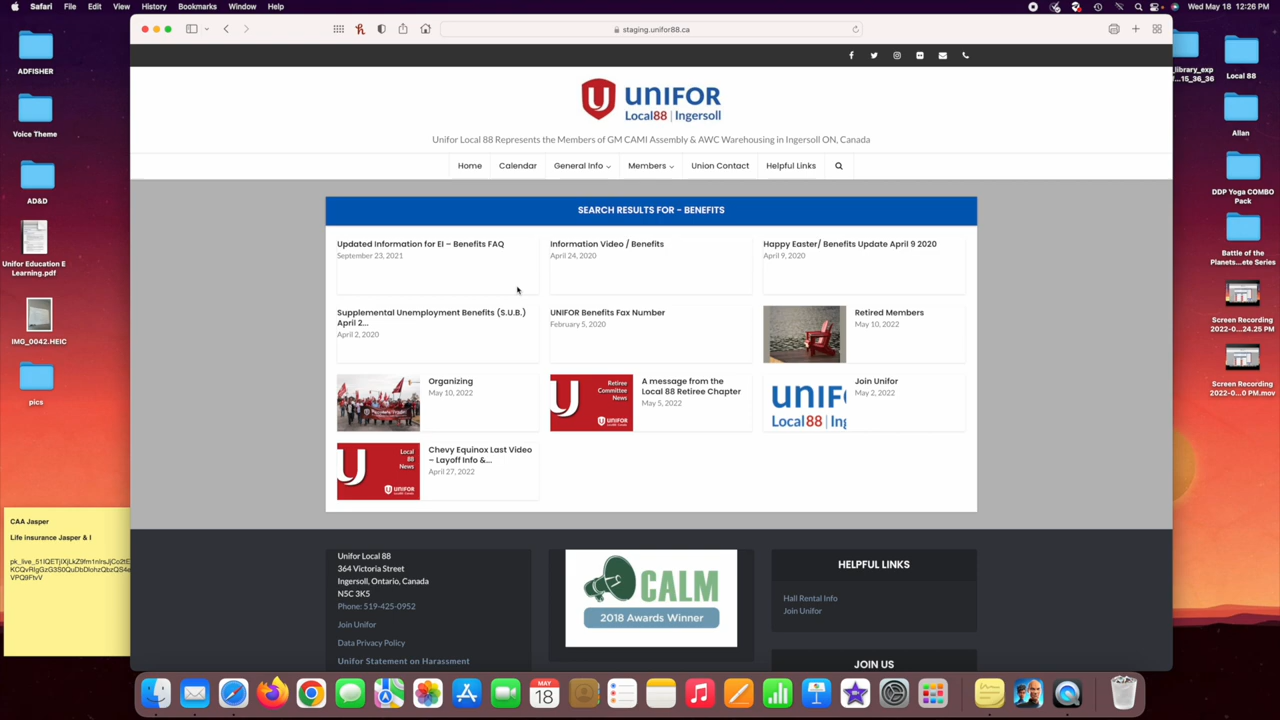 Safari File Edit View History Bookmarks Window Help
Wed May 18 12:26 PM
staging.unifor88.ca
ADFISHER
Voice Theme
AD&D
Unifor Education E
Learning.pdf
IMG_0042.HEIC
pics
CAA Jasper
Life insurance Jasper & I
VPQ9FtvV
UNIFOR
Local88 | Ingersoll
Unifor Local 88 Represents the Members of GM CAMI Assembly & AWC Warehousing in Ingersoll ON, Canada
Home Calendar General Info Members Union Contact Helpful Links
SEARCH RESULTS FOR - BENEFITS
Updated Information for EI – Benefits FAQ
September 23, 2021
Information Video / Benefits
April 24, 2020
Happy Easter/ Benefits Update April 9 2020
April 9, 2020
Supplemental Unemployment Benefits (S.U.B.)
April 2...
April 2, 2020
UNIFOR Benefits Fax Number
February 5, 2020
Retired Members
May 10, 2022
Organizing
May 10, 2022
Retiree
Committee
News
UNIFOR
A message from the
Local 88 Retiree Chapter
May 5, 2022
Local88 | Ing
Join Unifor
May 2, 2022
Local
88
News
UNIFOR
Chevy Equinox Last Video
– Layoff Info &...
April 27, 2022
Unifor Local 88
364 Victoria Street
Ingersoll, Ontario, Canada
N5C 3K5
Phone: 519-425-0952
Join Unifor
Data Privacy Policy
Unifor Statement on Harassment
CALM
2018 Awards Winner
HELPFUL LINKS
Hall Rental Info
Join Unifor
JOIN US
_library_exp
f...15_36_36
Local 88
Allan
DDP Yoga COMBO
Pack
Battle of the
Planets...ete Series
Screen Recording
2022-0...24.25 PM
Screen Recording
2022-0...0 PM.mov
MAY
18